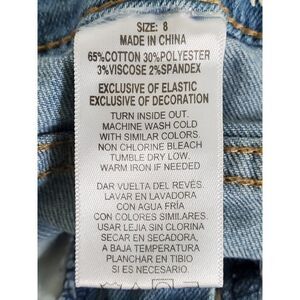 SIZE: 8
MADE IN CHINA
65%COTTON 30%POLYESTER
3%VISCOSE 2%SPANDEX
EXCLUSIVE OF ELASTIC
EXCLUSIVE OF DECORATION
TURN INSIDE OUT.
MACHINE WASH COLD
WITH SIMILAR COLORS.
NON CHLORINE BLEACH
TUMBLE DRY LOW.
WARM IRON IF NEEDED
DAR VUELTA DEL REVÉS.
LAVAR EN LAVADORA
CON AGUA FRÍA
CON COLORES SIMILARES.
USAR LEJIA SIN CLORINA
SECAR EN SECADORA,
A BAJA TEMPERATURA
PLANCHAR EN TIBIO
SI ES NECESARIO.